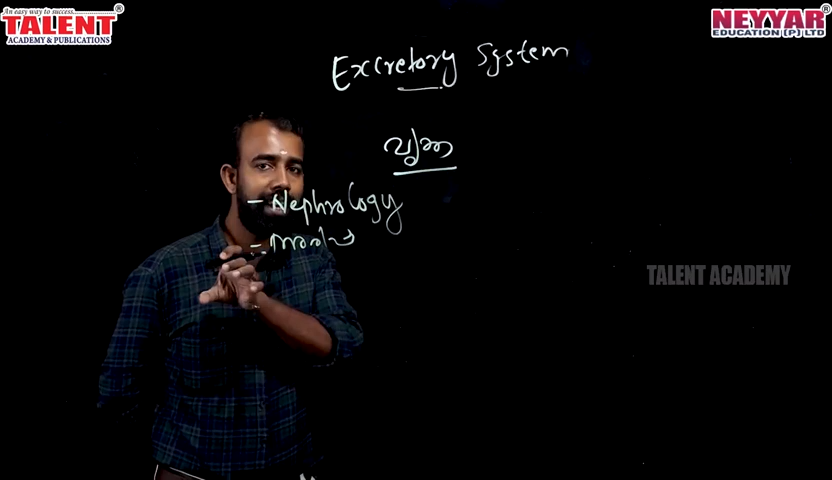 An easy way to success
TALENT
ACADEMY & PUBLICATIONS
NEYYAR
EDUCATION (P) LTD
Excretory System
വൃക്ക
- Nephrology
TALENT ACADEMY